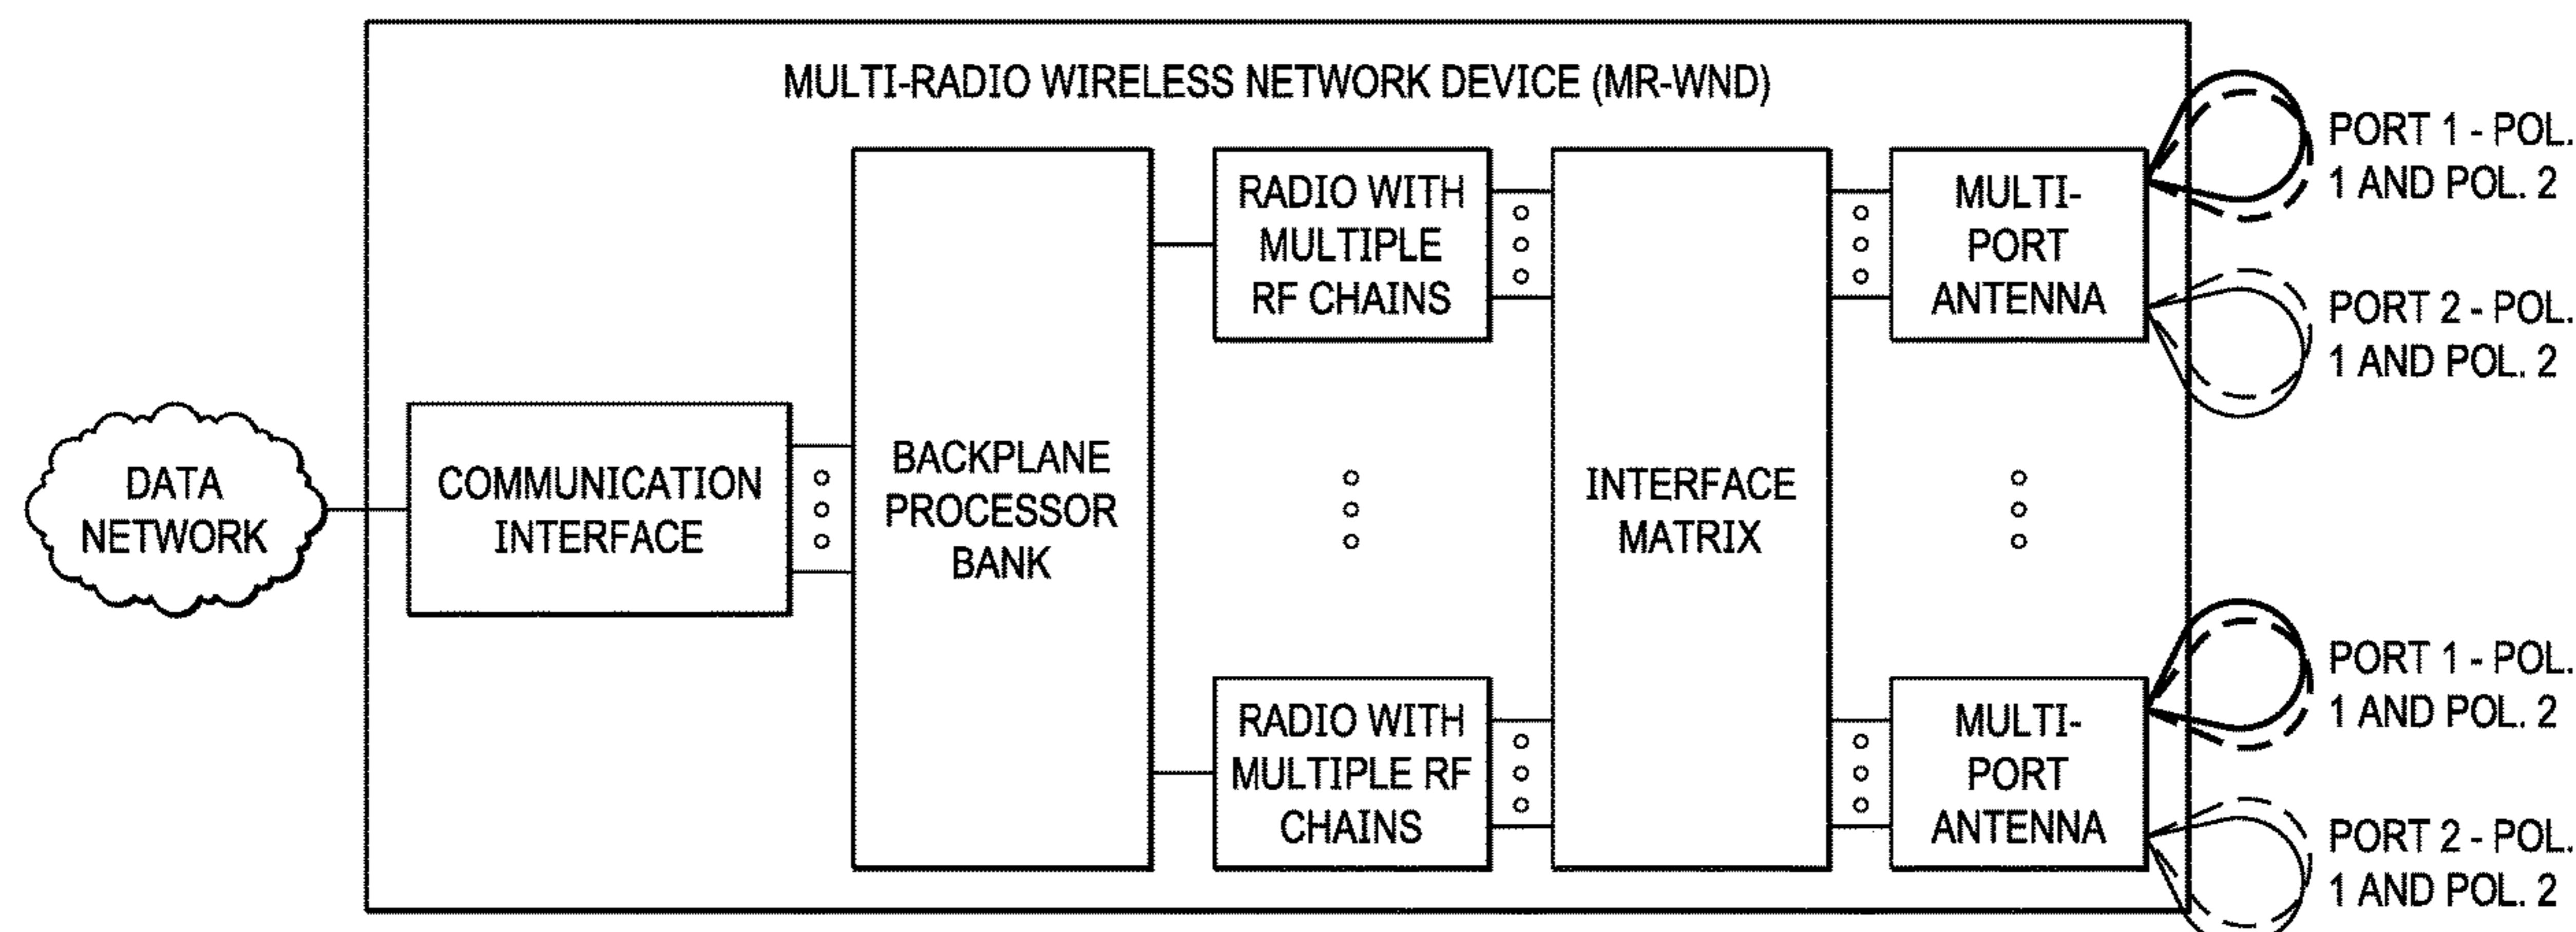 MULTI-RADIO WIRELESS NETWORK DEVICE (MR-WND)
DATA
NETWORK
COMMUNICATION
INTERFACE
BACKPLANE
PROCESSOR
BANK
RADIO WITH
MULTIPLE
RF CHAINS
RADIO WITH
MULTIPLE RF
CHAINS
INTERFACE
MATRIX
MULTI-
PORT
ANTENNA
MULTI-
PORT
ANTENNA
PORT 1 - POL.
1 AND POL. 2
PORT 2 - POL.
1 AND POL. 2
PORT 1 - POL.
1 AND POL. 2
PORT 2 - POL.
1 AND POL. 2